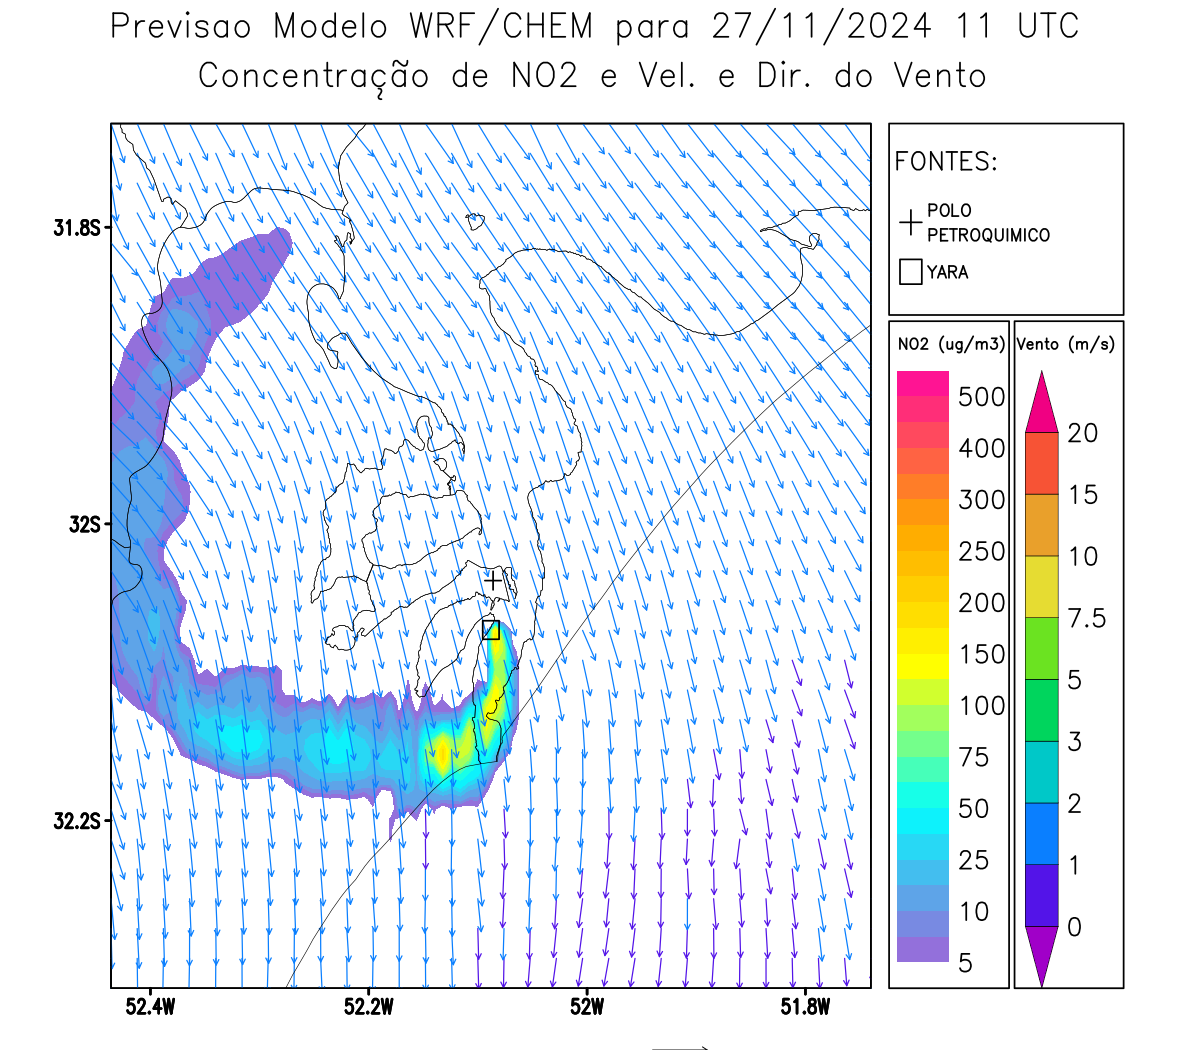 Previsao Modelo WRF/CHEM para 27/11/2024 11 UTC
Concentração de NO2 e Vel. e Dir. do Vento
FONTES:
POLO
PETROQUIMICO
YARA
NO2 (ug/m3)
500
400
300
250
200
150
100
75
50
25
10
5
Vento (m/s)
20
15
10
7.5
5
3
2
1
0
31.8S
32S
32.2S
52.4W
52.2W
52W
51.8W